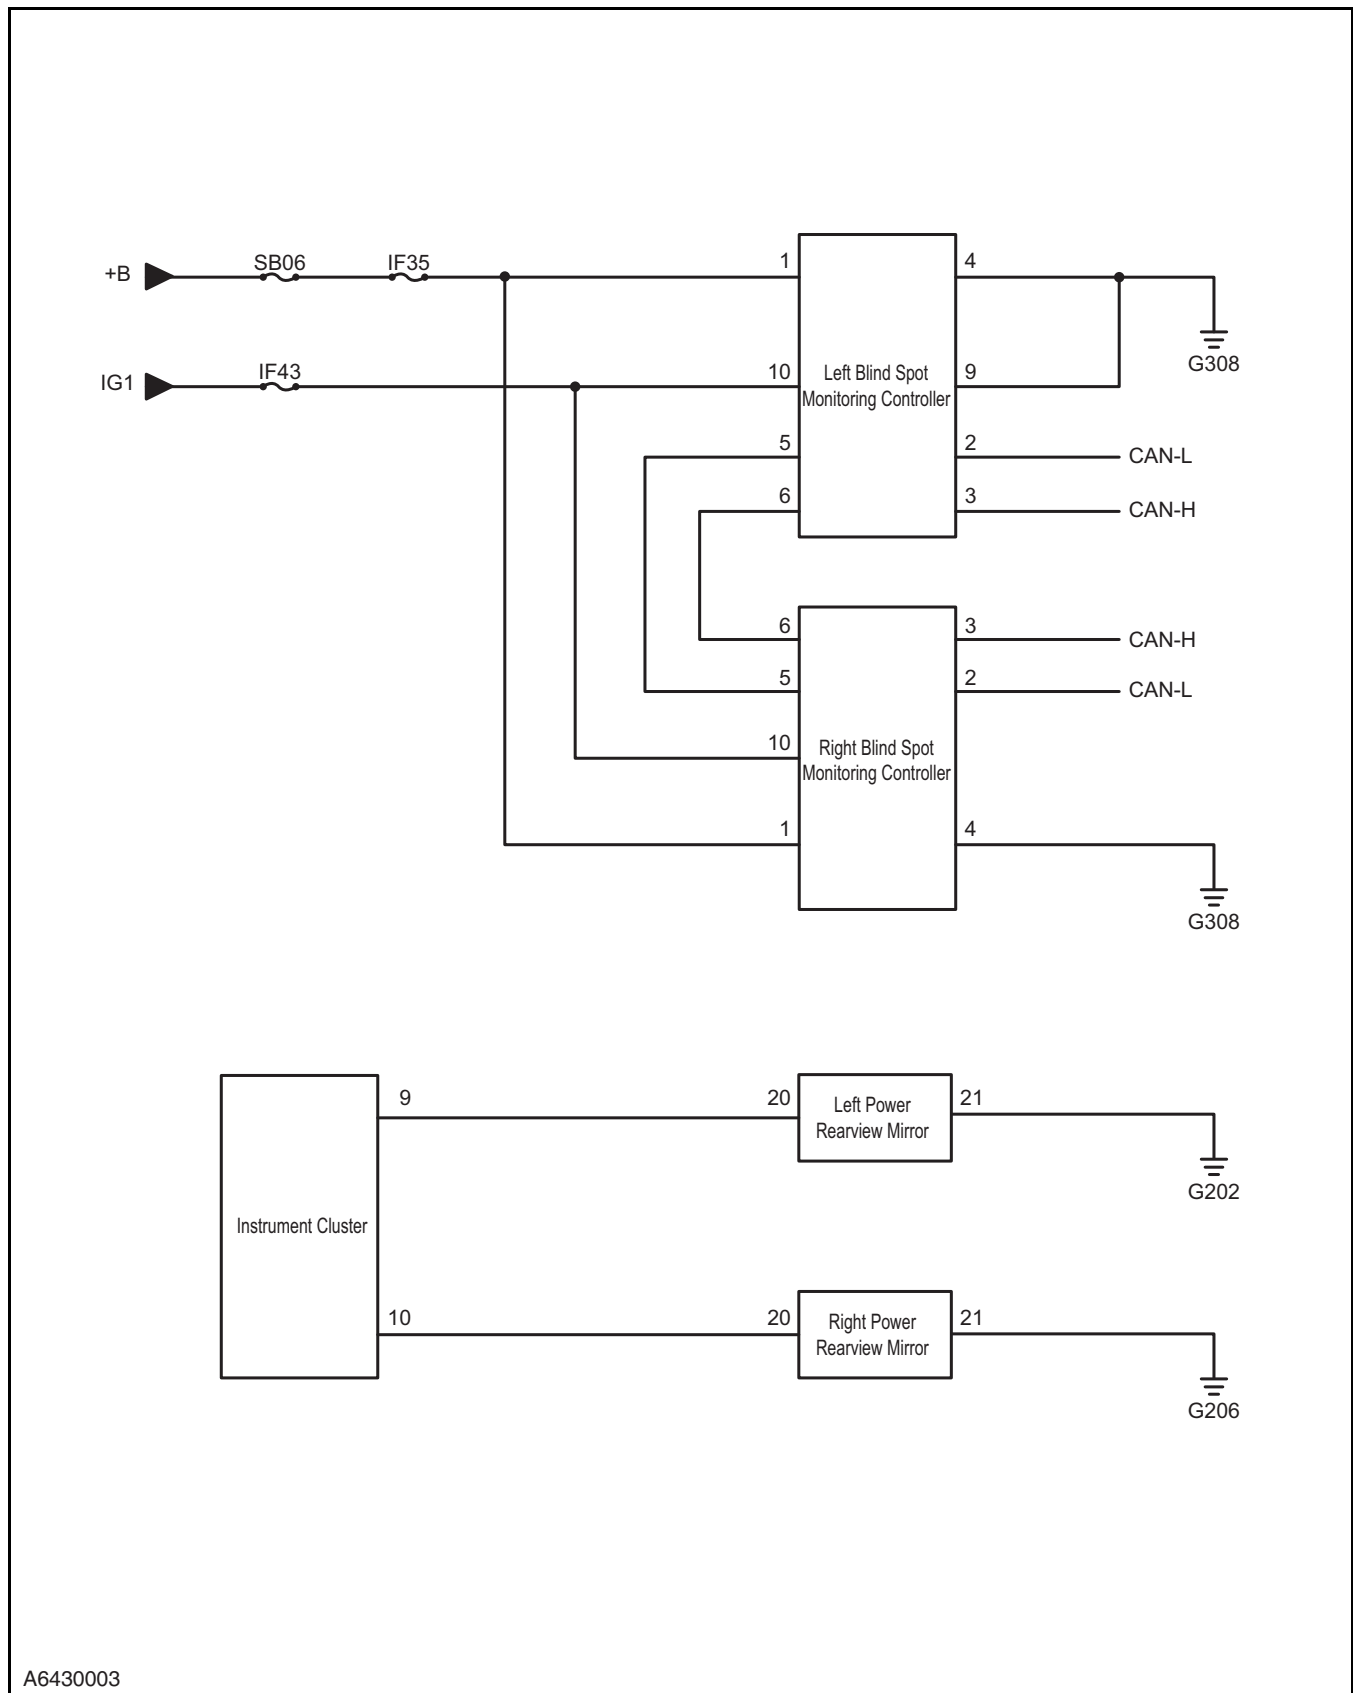 SB06
IF35
+B
1
4
G308
IG1
IF43
10
9
Left Blind Spot
Monitoring Controller
5
2
CAN-L
6
3
CAN-H
6
3
CAN-H
5
2
CAN-L
10
Right Blind Spot
Monitoring Controller
1
4
G308
9
20
Left Power
Rearview Mirror
21
G202
Instrument Cluster
10
20
Right Power
Rearview Mirror
21
G206
A6430003